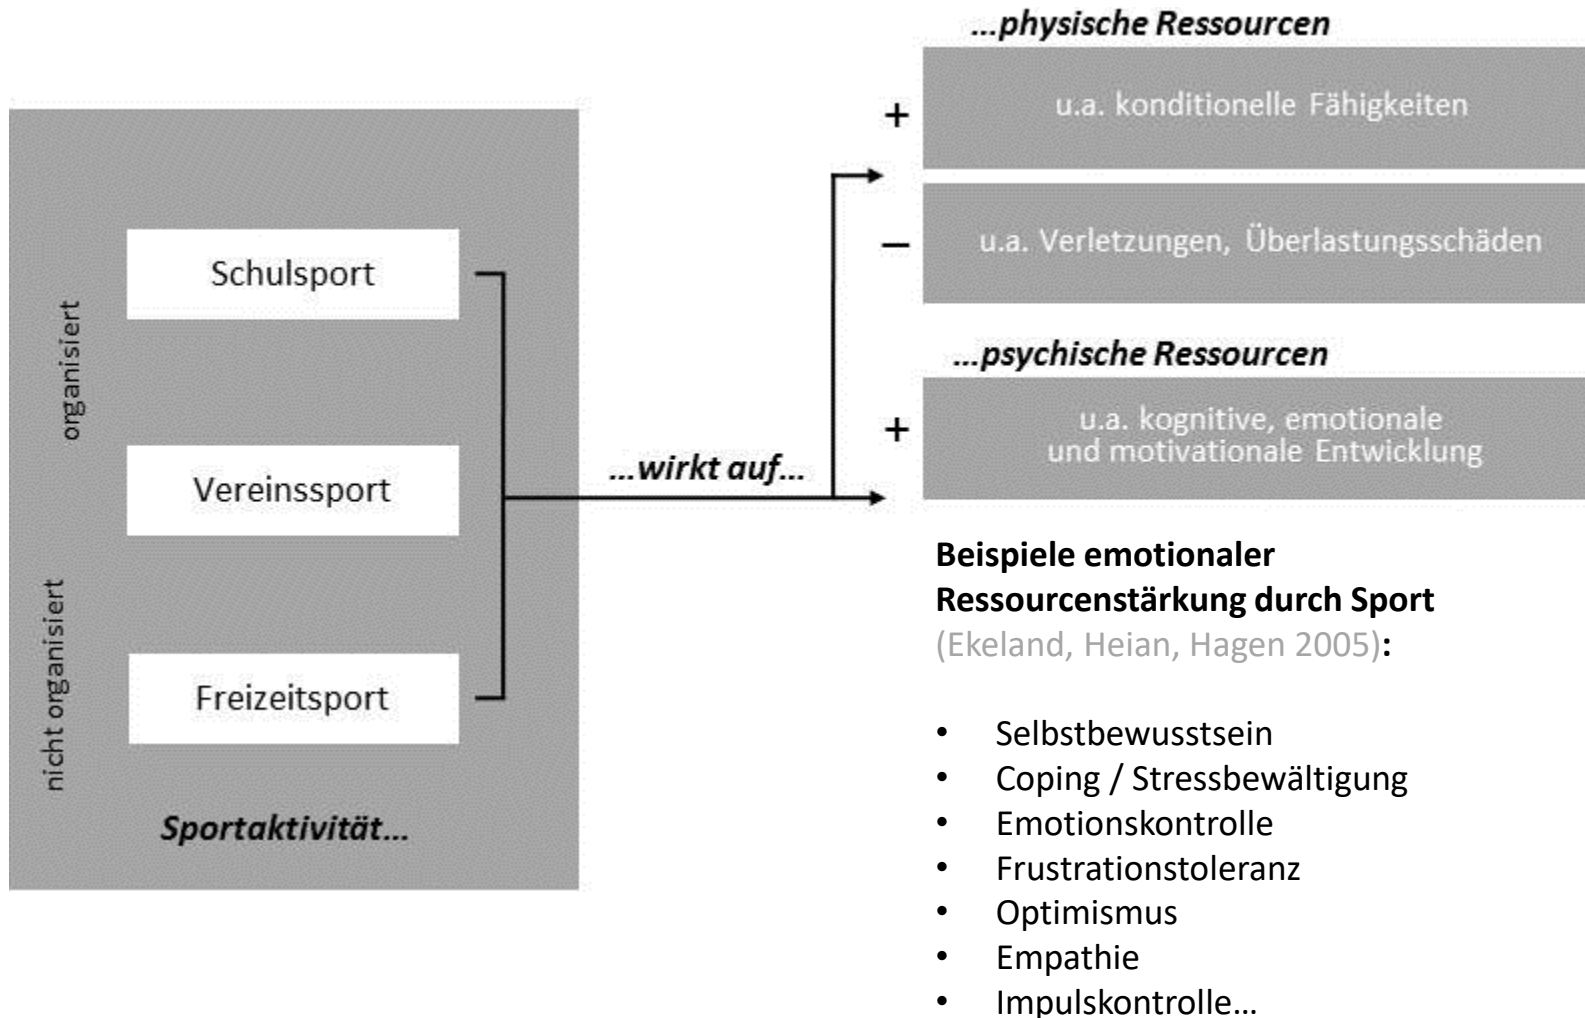 organisiert
nicht organisiert
Schulsport
Vereinssport
Freizeitsport
Sportaktivität...
...wirkt auf...
...physische Ressourcen
+
u.a. konditionelle Fähigkeiten
–
u.a. Verletzungen, Überlastungsschäden
...psychische Ressourcen
+
u.a. kognitive, emotionale
und motivationale Entwicklung
Beispiele emotionaler
Ressourcenstärkung durch Sport
(Ekeland, Heian, Hagen 2005):
• Selbstbewusstsein
• Coping / Stressbewältigung
• Emotionskontrolle
• Frustrationstoleranz
• Optimismus
• Empathie
• Impulskontrolle…